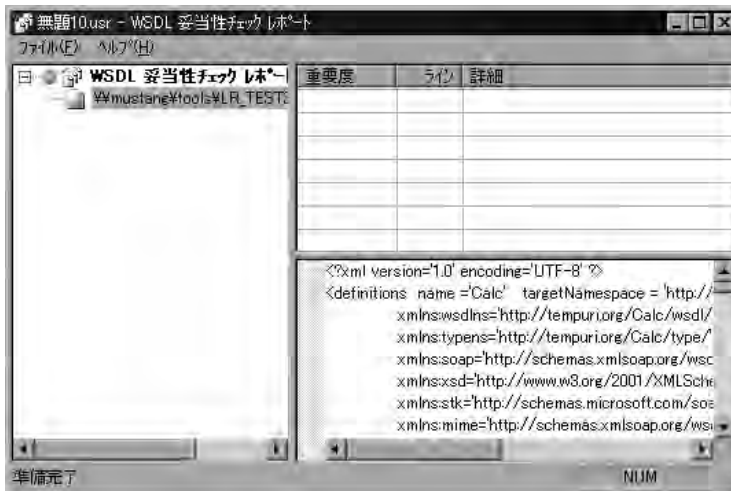 無題10.usr - WSDL 妥当性チェック レポート
ファイル(F) ヘルプ(H)
WSDL 妥当性チェック レポー
¥¥mustang¥tools¥LR_TEST
重要度 ライン 詳細
<?xml version='1.0' encoding='UTF-8' ?>
<definitions name ='Calc' targetNamespace = 'http://
xmlns:wsdlns='http://tempuri.org/Calc/wsdl/
xmlns:typens='http://tempuri.org/Calc/type/'
xmlns:soap='http://schemas.xmlsoap.org/wsd
xmlns:xsd='http://www.w3.org/2001/XMLSche
xmlns:stk='http://schemas.microsoft.com/soa
xmlns:mime='http://schemas.xmlsoap.org/wsd
準備完了 NUM